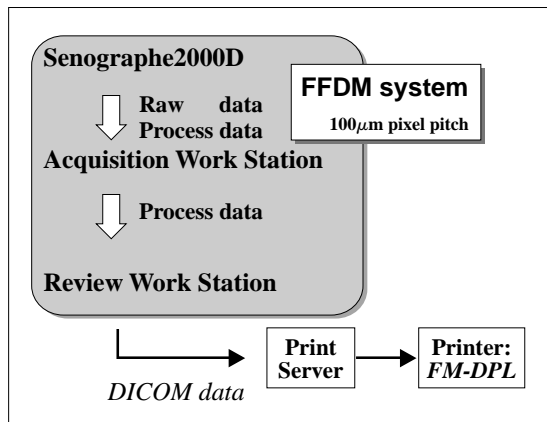 Senographe2000D
FFDM system
100μm pixel pitch
Raw data
Process data
Acquisition Work Station
Process data
Review Work Station
DICOM data
Print
Server
Printer:
FM-DPL